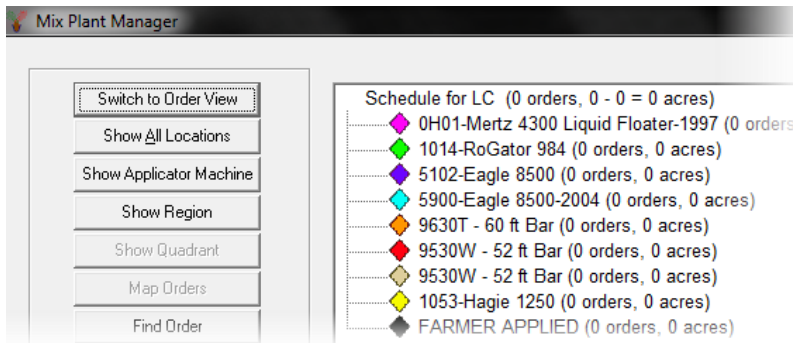 Mix Plant Manager
Switch to Order View
Show All Locations
Show Applicator Machine
Show Region
Show Quadrant
Map Orders
Find Order
Schedule for LC (0 orders, 0 - 0 = 0 acres)
0H01-Mertz 4300 Liquid Floater-1997 (0 orders
1014-RoGator 984 (0 orders, 0 acres)
5102-Eagle 8500 (0 orders, 0 acres)
5900-Eagle 8500-2004 (0 orders, 0 acres)
9630T - 60 ft Bar (0 orders, 0 acres)
9530W - 52 ft Bar (0 orders, 0 acres)
9530W - 52 ft Bar (0 orders, 0 acres)
1053-Hagie 1250 (0 orders, 0 acres)
FARMER APPLIED (0 orders, 0 acres)